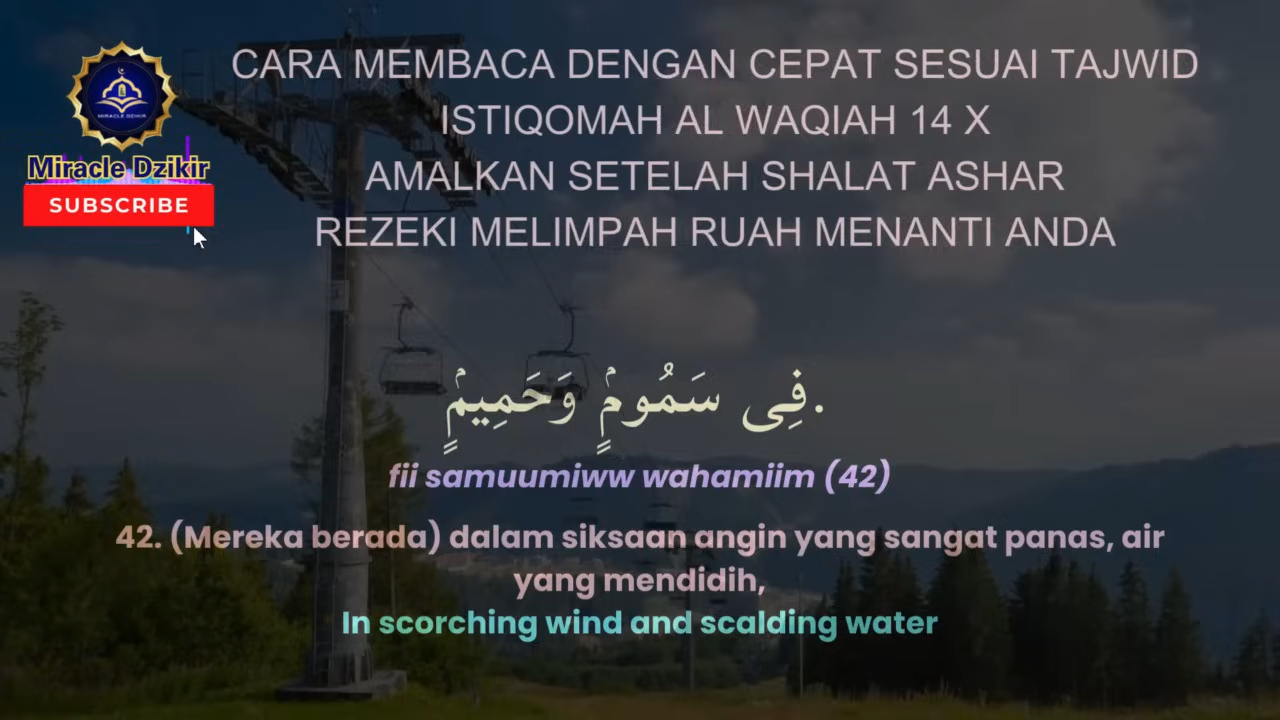 CARA MEMBACA DENGAN CEPAT SESUAI TAJWID
ISTIQOMAH AL WAQIAH 14 X
AMALKAN SETELAH SHALAT ASHAR
REZEKI MELIMPAH RUAH MENANTI ANDA
MIRACLE DZIKIR
Miracle Dzikir
SUBSCRIBE
فِى سَمُومٍۢ وَحَمِيمٍۢ.
fii samuumiww wahamiim (42)
42. (Mereka berada) dalam siksaan angin yang sangat panas, air
yang mendidih,
In scorching wind and scalding water